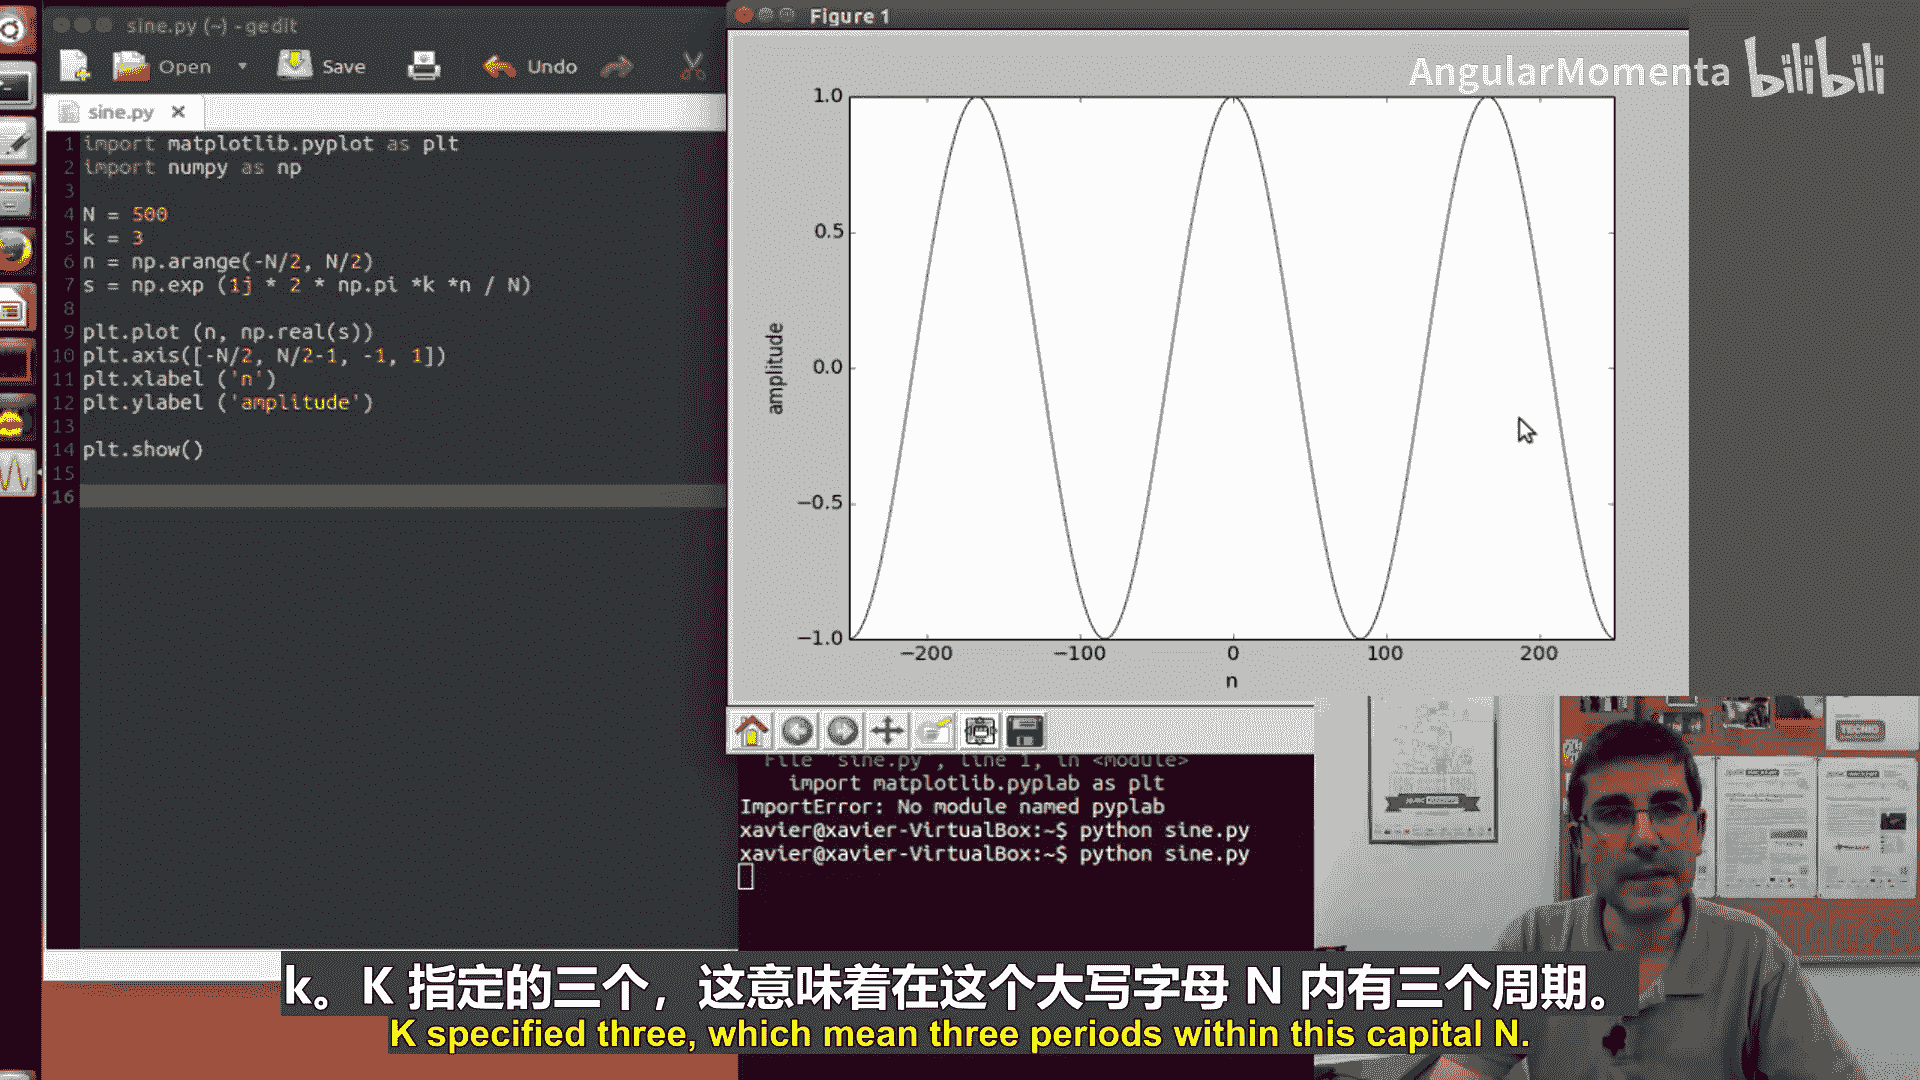 sine.py (~) - gedit
Open Save Undo
sine.py
1 import matplotlib.pyplot as plt
2 import numpy as np
3
4 N = 500
5 k = 3
6 n = np.arange(-N/2, N/2)
7 s = np.exp (1j * 2 * np.pi *k *n / N)
8
9 plt.plot (n, np.real(s))
10 plt.axis([-N/2, N/2-1, -1, 1])
11 plt.xlabel ('n')
12 plt.ylabel ('amplitude')
13
14 plt.show()
15
16
Figure 1
AngularMomenta bilibili
1.0
0.5
0.0
−0.5
−1.0
amplitude
−200 −100 0 100 200
n
File "sine.py", line 1, in <module>
import matplotlib.pyplab as plt
ImportError: No module named pyplab
xavier@xavier-VirtualBox:~$ python sine.py
xavier@xavier-VirtualBox:~$ python sine.py
k。K 指定的三个，这意味着在这个大写字母 N 内有三个周期。
K specified three, which mean three periods within this capital N.